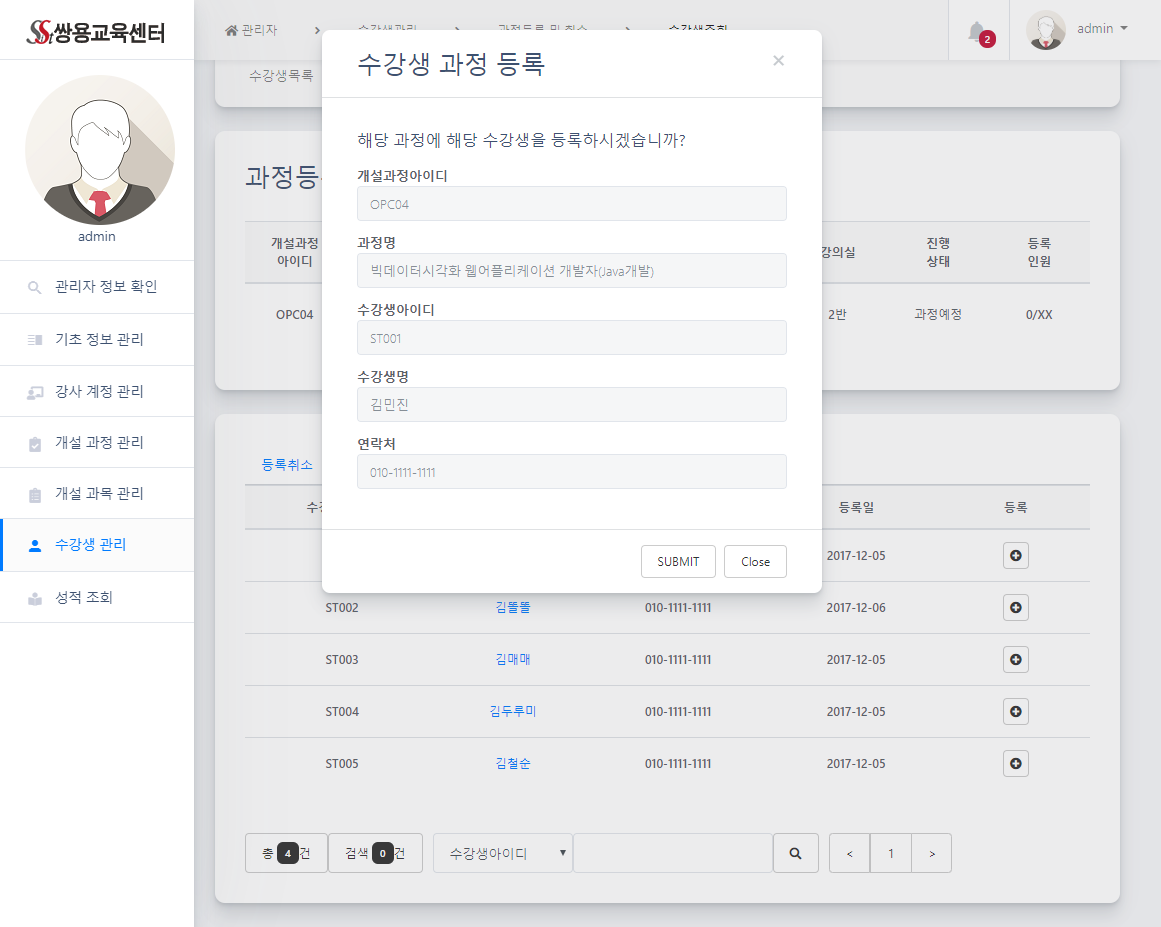 쌍용교육센터
관리자
수강생조회
admin
2
admin
관리자 정보 확인
기초 정보 관리
강사 계정 관리
개설 과정 관리
개설 과목 관리
수강생 관리
성적 조회
수강생목록
수강생 과정 등록
×
해당 과정에 해당 수강생을 등록하시겠습니까?
개설과정아이디
OPC04
과정명
빅데이터시각화 웹어플리케이션 개발자(Java개발)
수강생아이디
ST001
수강생명
김민진
연락처
010-1111-1111
SUBMIT Close
과정등
개설과정 아이디 강의실 진행 상태 등록 인원
OPC04 2반 과정예정 0/XX
등록취소
등록일 등록
2017-12-05
ST002 김똘똘 010-1111-1111 2017-12-06
ST003 김매매 010-1111-1111 2017-12-05
ST004 김두루미 010-1111-1111 2017-12-05
ST005 김철순 010-1111-1111 2017-12-05
총 4 건 검색 0 건 수강생아이디 < 1 >